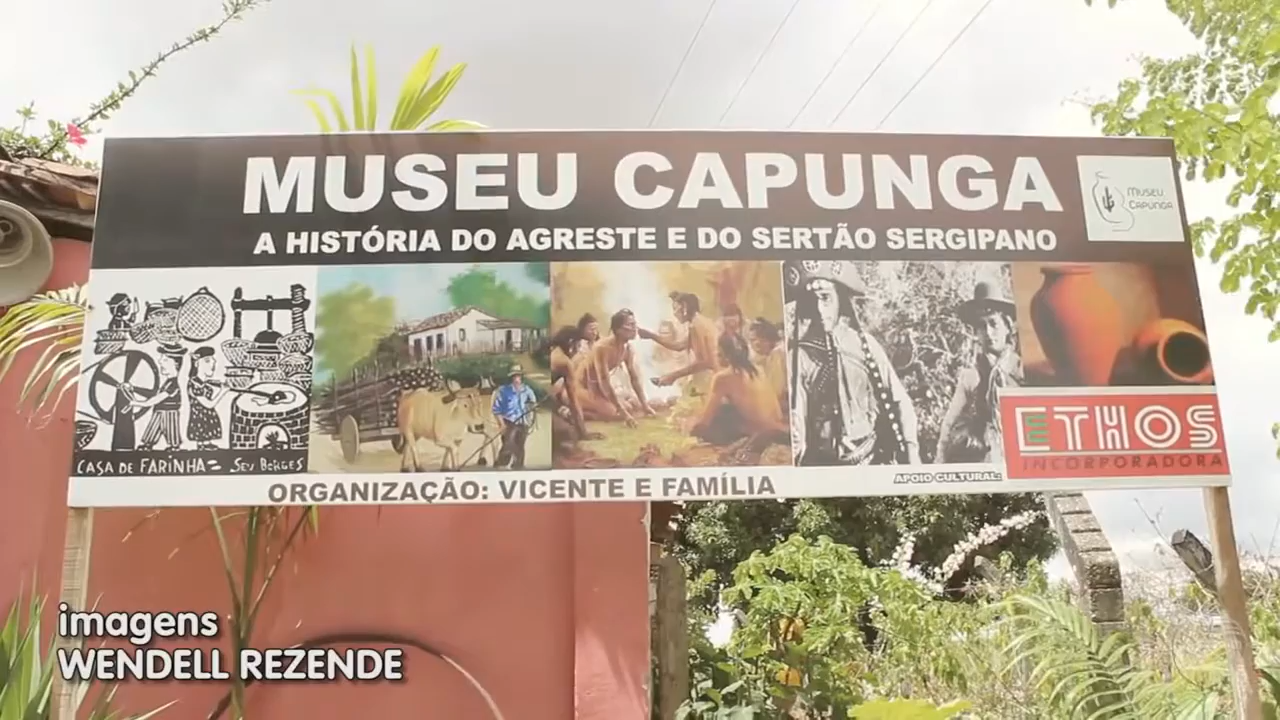 MUSEU CAPUNGA
MUSEU
CAPUNGA
A HISTÓRIA DO AGRESTE E DO SERTÃO SERGIPANO
CASA DE FARINHA = SEU BORGES
ETHOS
INCORPORADORA
APOIO CULTURAL:
ORGANIZAÇÃO: VICENTE E FAMÍLIA
imagens
WENDELL REZENDE